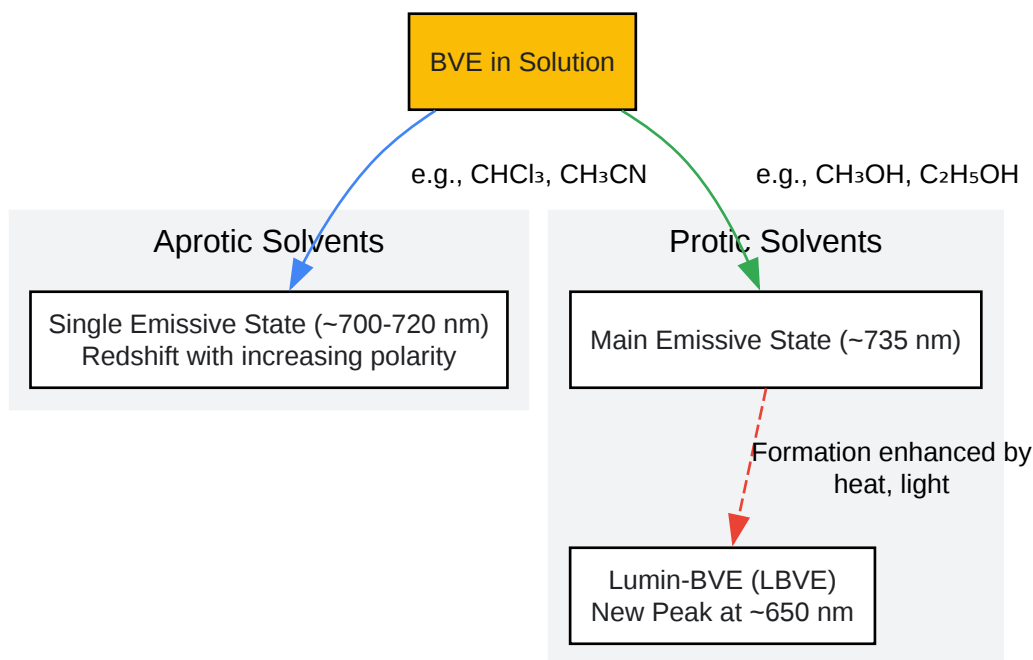 BVE in Solution
e.g., CHCl₃, CH₃CN
e.g., CH₃OH, C₂H₅OH
Aprotic Solvents
Protic Solvents
Single Emissive State (~700-720 nm)
Redshift with increasing polarity
Main Emissive State (~735 nm)
Formation enhanced by
heat, light
Lumin-BVE (LBVE)
New Peak at ~650 nm